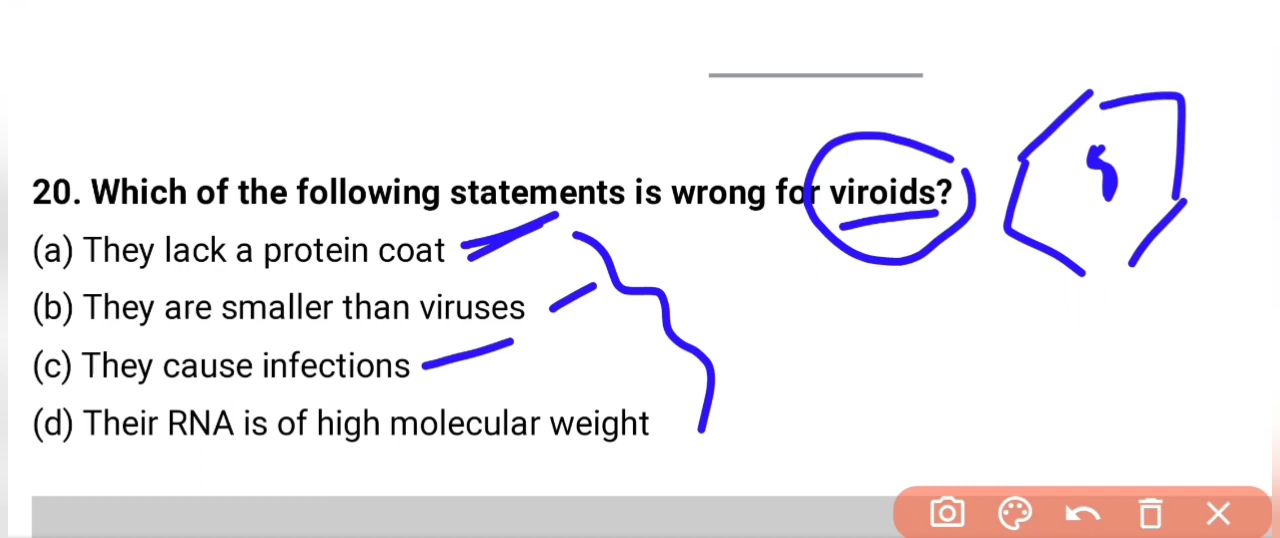 20. Which of the following statements is wrong for viroids?
(a) They lack a protein coat
(b) They are smaller than viruses
(c) They cause infections
(d) Their RNA is of high molecular weight